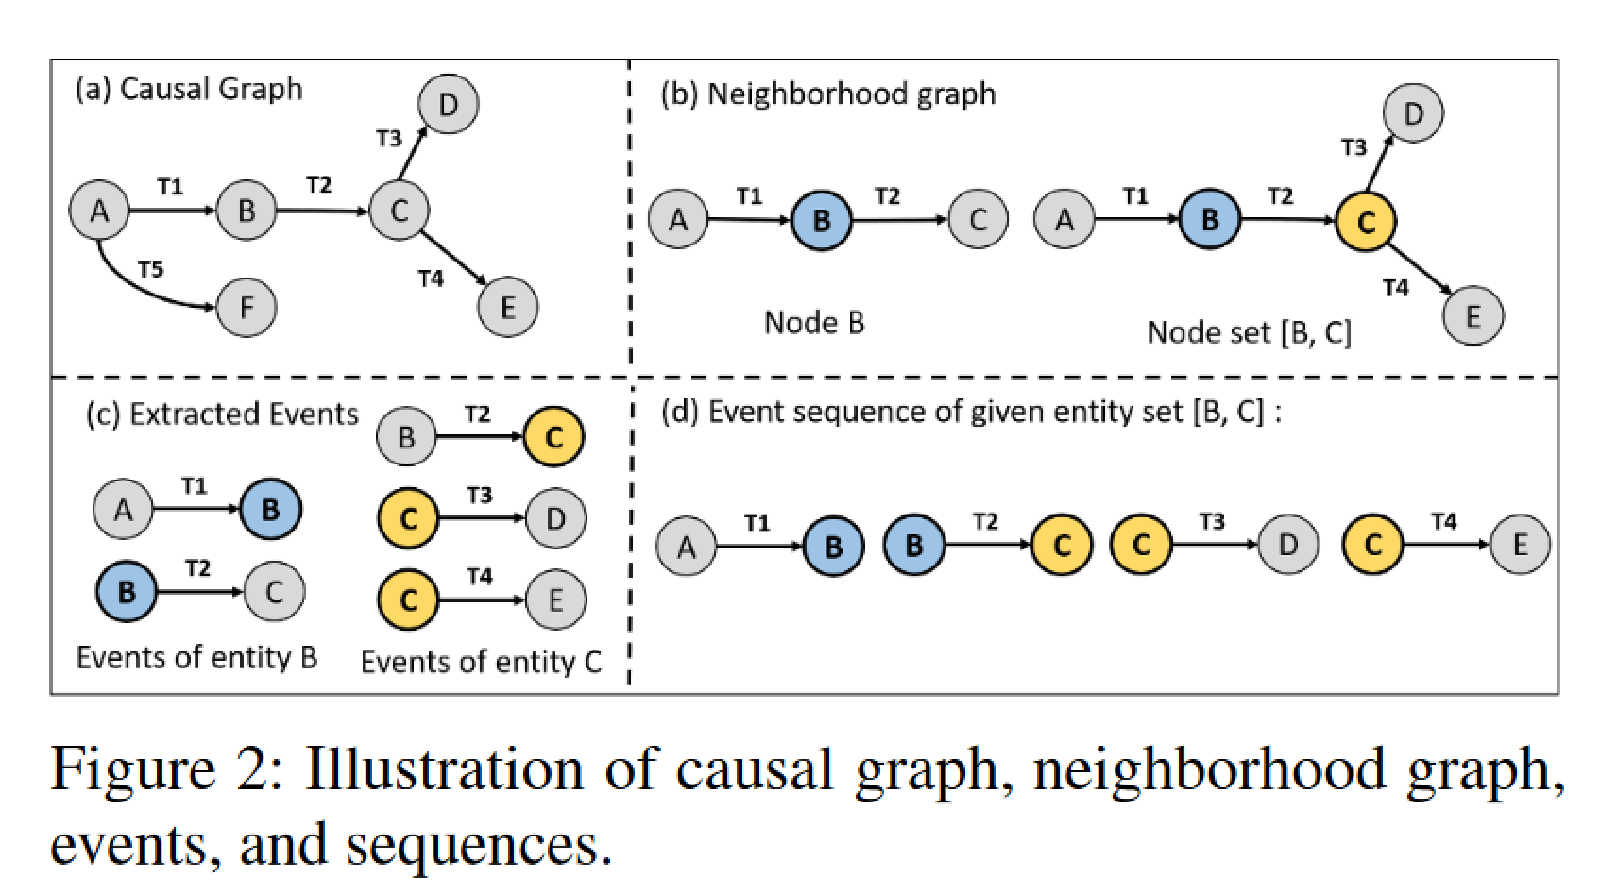 (a) Causal Graph
D
T3
A
T1
B
T2
C
T5
T4
F
E
(b) Neighborhood graph
D
T3
A
T1
B
T2
C
A
T1
B
T2
C
T4
E
Node B
Node set [B, C]
(c) Extracted Events
B
T2
C
A
T1
B
C
T3
D
B
T2
C
C
T4
E
Events of entity B
Events of entity C
(d) Event sequence of given entity set [B, C] :
A
T1
B
B
T2
C
C
T3
D
C
T4
E
Figure 2: Illustration of causal graph, neighborhood graph,
events, and sequences.